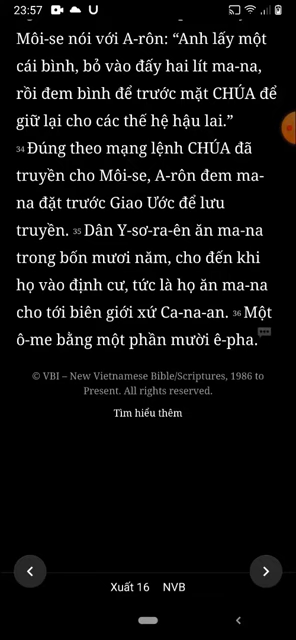 23:57
Môi-se nói với A-rôn: “Anh lấy một
cái bình, bỏ vào đấy hai lít ma-na,
rồi đem bình để trước mặt CHÚA để
giữ lại cho các thế hệ hậu lai.”
34 Đúng theo mạng lệnh CHÚA đã
truyền cho Môi-se, A-rôn đem ma-
na đặt trước Giao Ước để lưu
truyền. 35 Dân Y-sơ-ra-ên ăn ma-na
trong bốn mươi năm, cho đến khi
họ vào định cư, tức là họ ăn ma-na
cho tới biên giới xứ Ca-na-an. 36 Một
ô-me bằng một phần mười ê-pha.
© VBI – New Vietnamese Bible/Scriptures, 1986 to
Present. All rights reserved.
Tìm hiểu thêm
Xuất 16 NVB